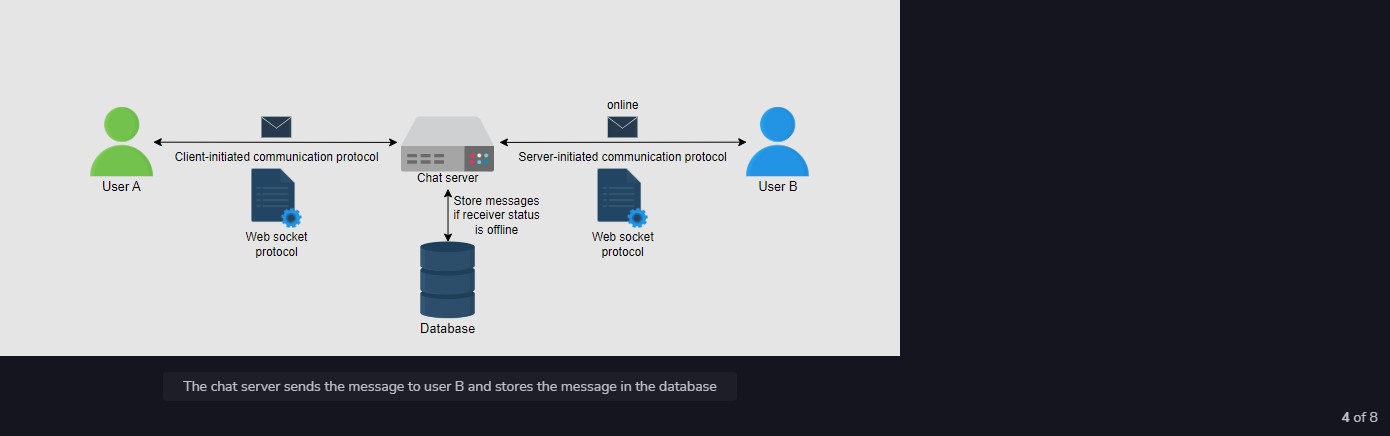 online
Client-initiated communication protocol
Server-initiated communication protocol
User A
Chat server
User B
Store messages
if receiver status
is offline
Web socket
protocol
Web socket
protocol
Database
The chat server sends the message to user B and stores the message in the database
4 of 8